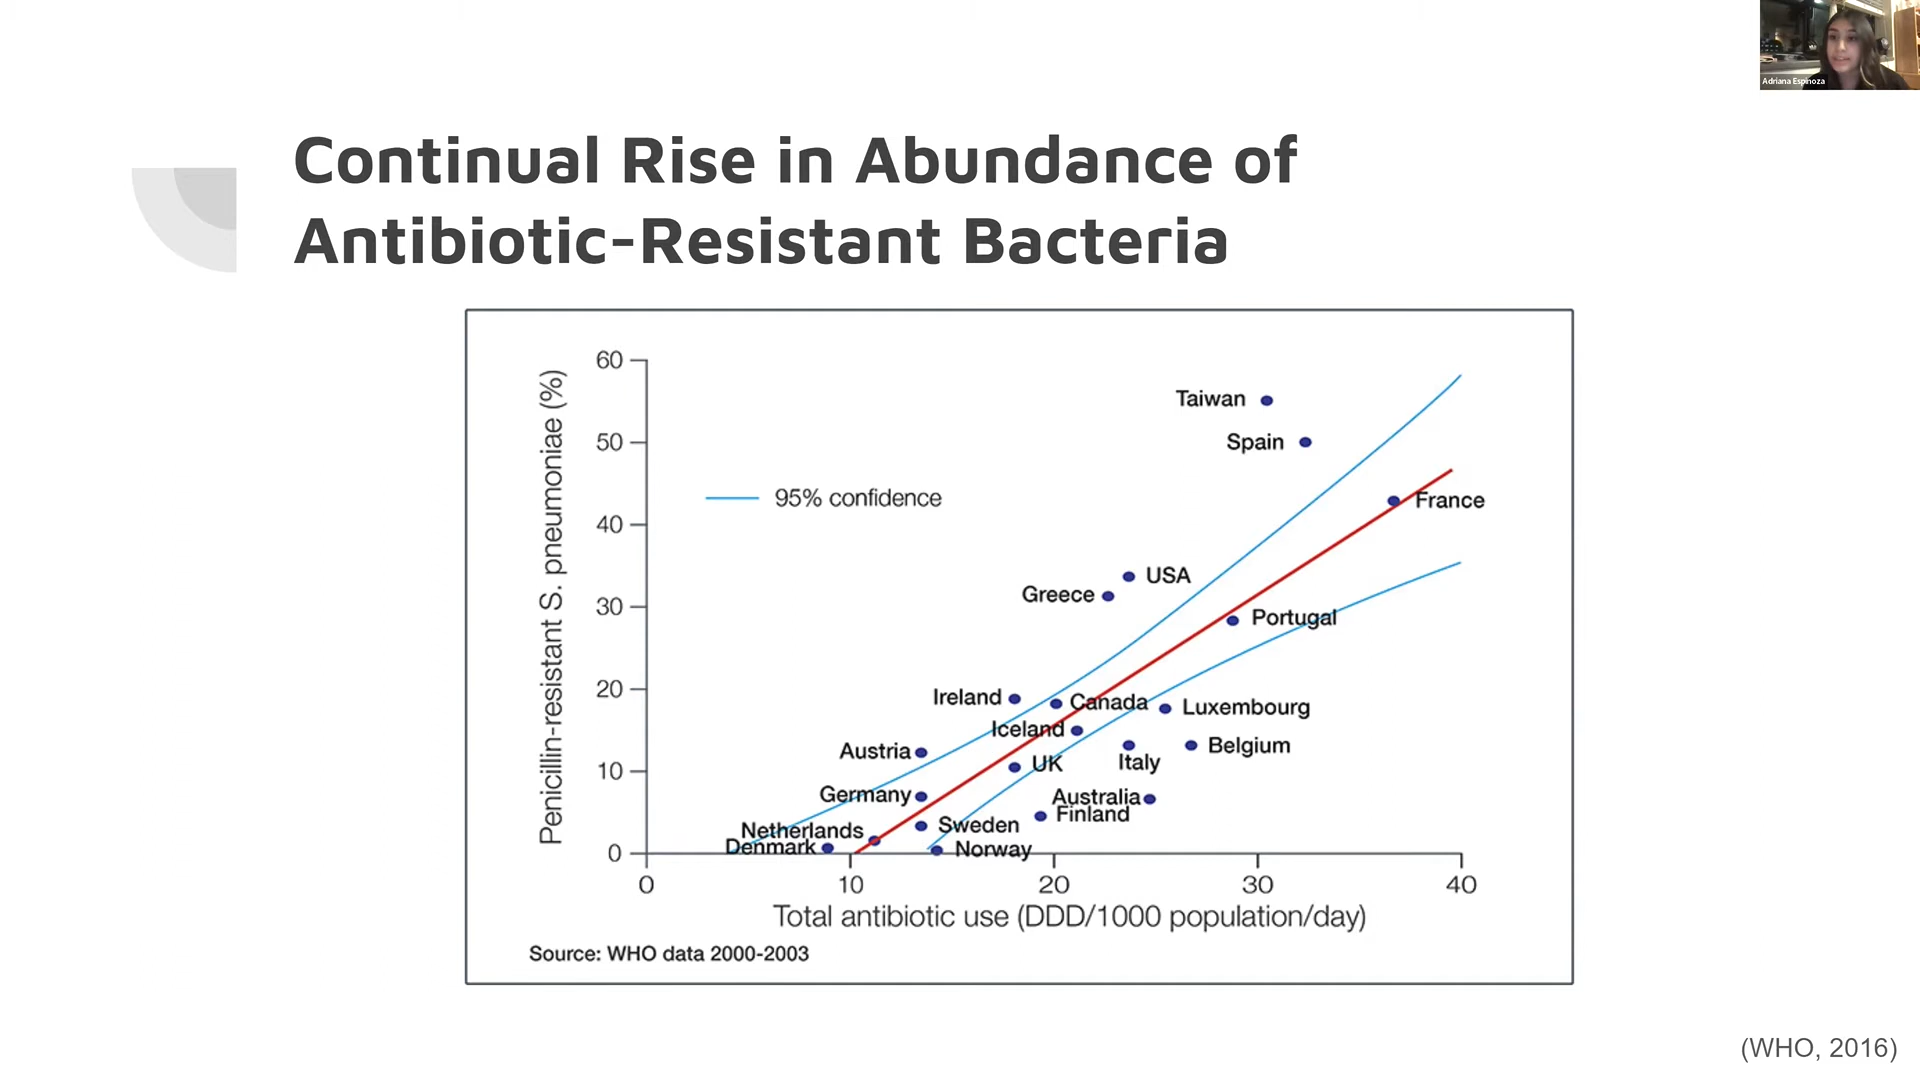 Adriana Espinoza
Continual Rise in Abundance of
Antibiotic-Resistant Bacteria
Penicillin-resistant S. pneumoniae (%)
60
50
40
30
20
10
0
95% confidence
Taiwan
Spain
France
USA
Greece
Portugal
Ireland
Canada
Luxembourg
Iceland
Austria
Belgium
UK
Italy
Germany
Australia
Finland
Netherlands
Sweden
Denmark
Norway
0 10 20 30 40
Total antibiotic use (DDD/1000 population/day)
Source: WHO data 2000-2003
(WHO, 2016)